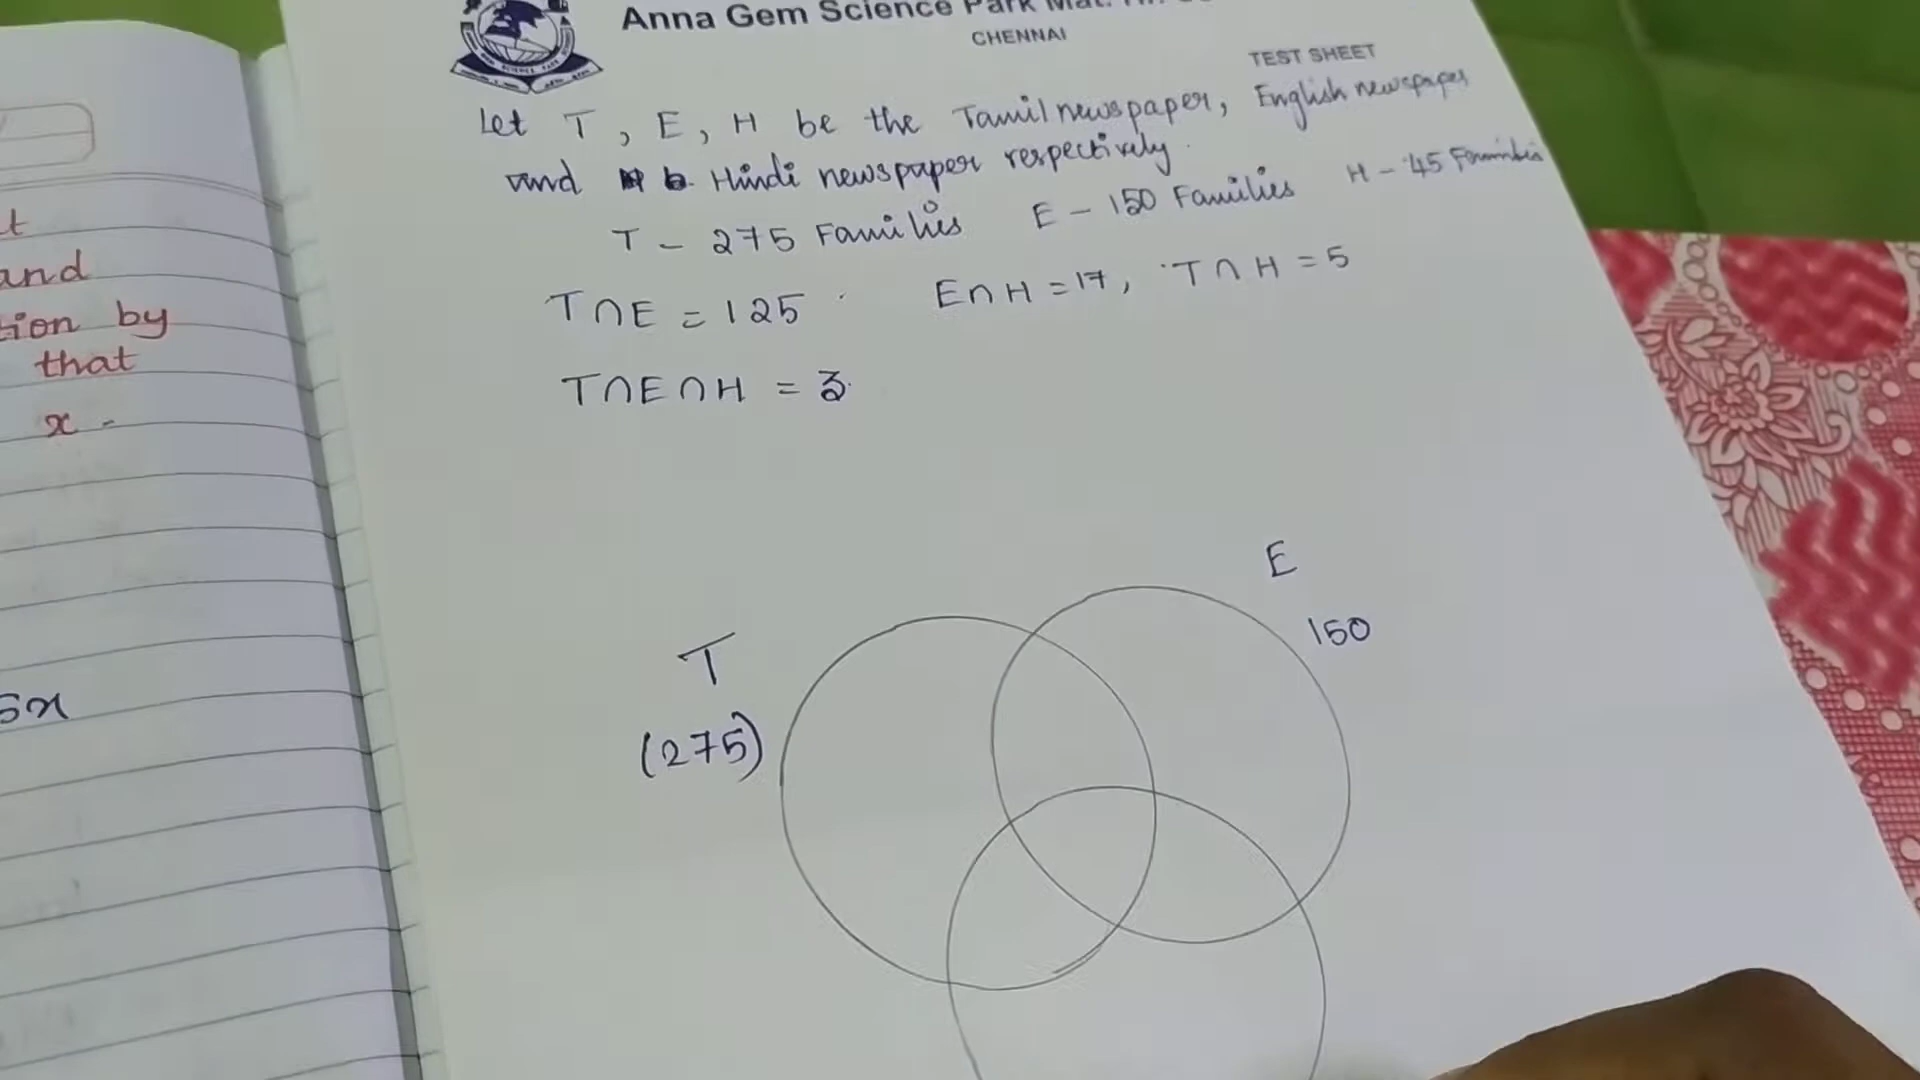 Anna Gem Science Park Mat.
CHENNAI
TEST SHEET
Let T, E, H be the Tamil newspaper, English newspaper
and Hindi newspaper respectively.
T - 275 Families E - 150 Families H - 45 Families
T∩E = 125 E∩H = 17, T∩H = 5
T∩E∩H = 3
E
150
T
(275)
t
and
tion by
that
x -
5x